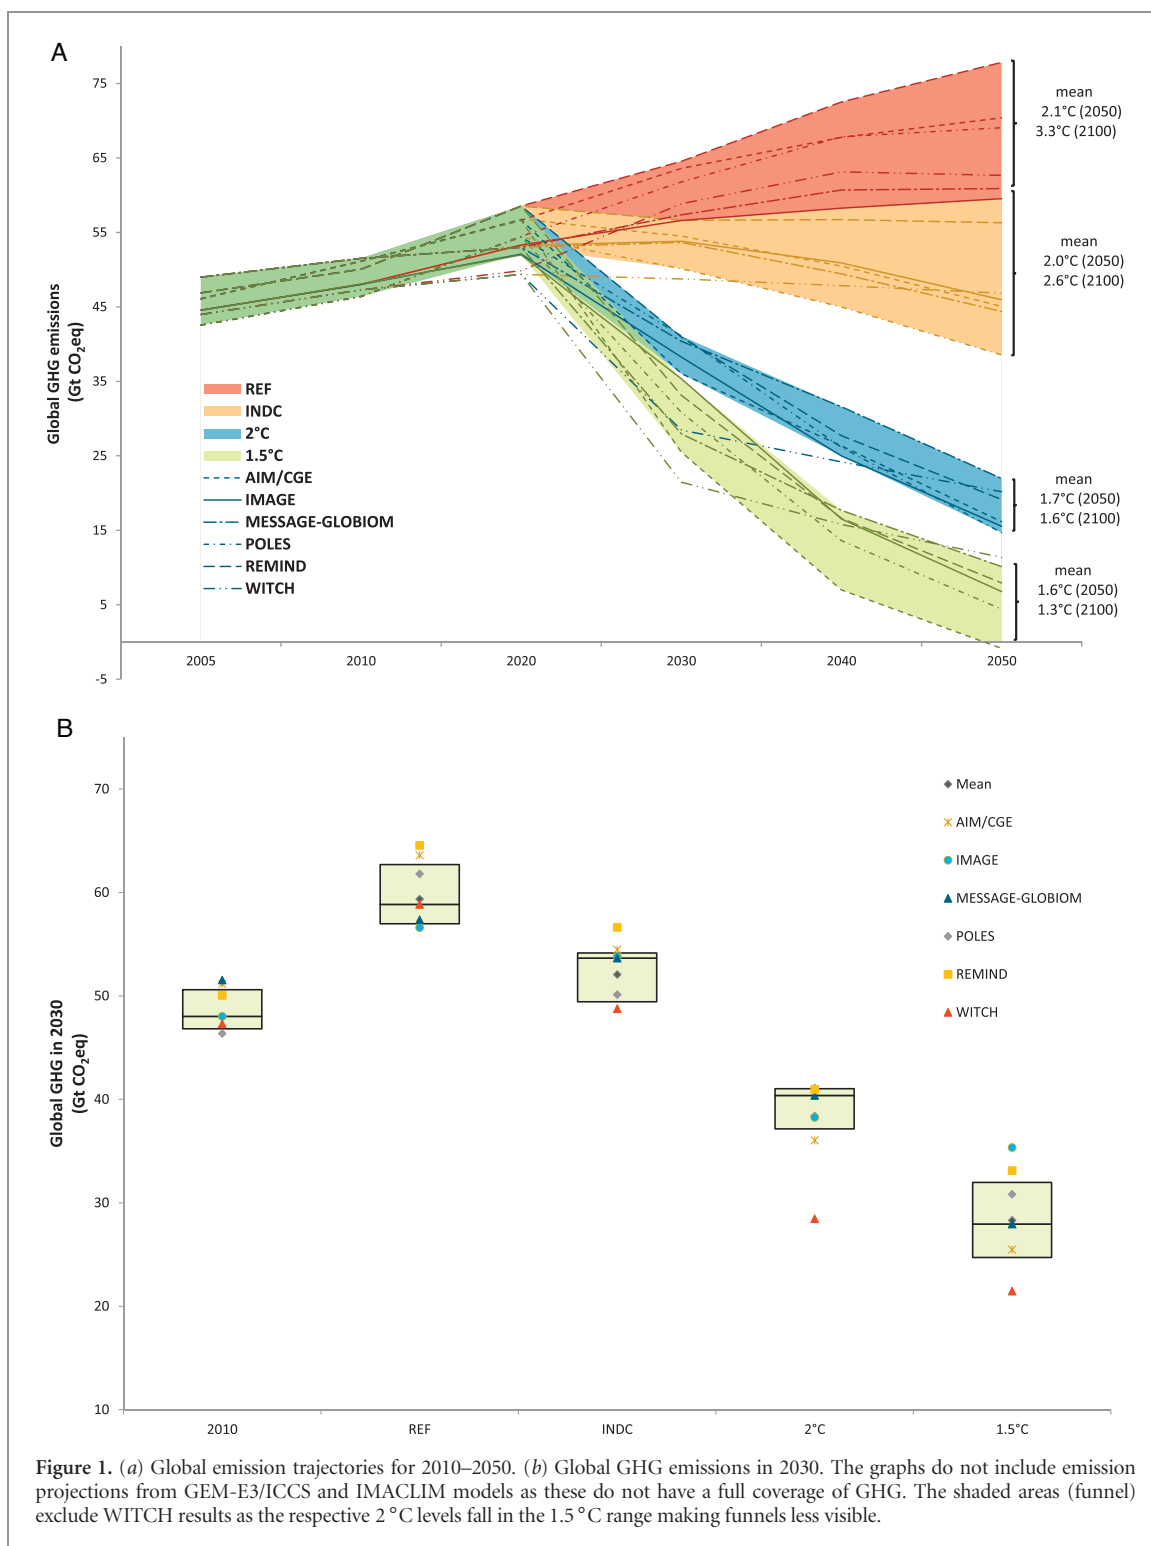 A
75
65
55
45
35
25
15
5
-5
Global GHG emissions
(Gt CO2eq)
REF
INDC
2°C
1.5°C
AIM/CGE
IMAGE
MESSAGE-GLOBIOM
POLES
REMIND
WITCH
mean
2.1°C (2050)
3.3°C (2100)
mean
2.0°C (2050)
2.6°C (2100)
mean
1.7°C (2050)
1.6°C (2100)
mean
1.6°C (2050)
1.3°C (2100)
2005 2010 2020 2030 2040 2050
B
70
60
50
40
30
20
10
Global GHG in 2030
(Gt CO2eq)
Mean
AIM/CGE
IMAGE
MESSAGE-GLOBIOM
POLES
REMIND
WITCH
2010 REF INDC 2°C 1.5°C
Figure 1. (a) Global emission trajectories for 2010–2050. (b) Global GHG emissions in 2030. The graphs do not include emission
projections from GEM-E3/ICCS and IMACLIM models as these do not have a full coverage of GHG. The shaded areas (funnel)
exclude WITCH results as the respective 2 °C levels fall in the 1.5 °C range making funnels less visible.